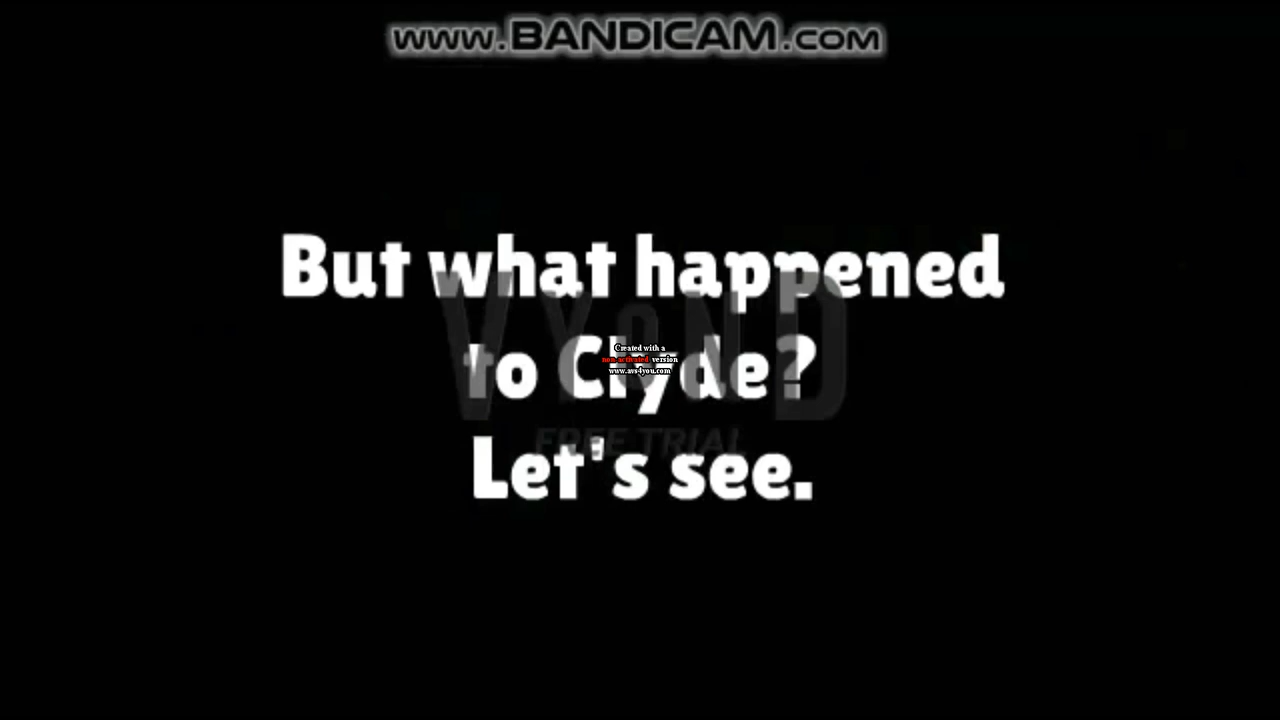 www.BANDICAM.com
But what happened
VYOND
Created with a
to Clyde?
non-activated version
www.avs4you.com
FREE TRIAL
Let's see.